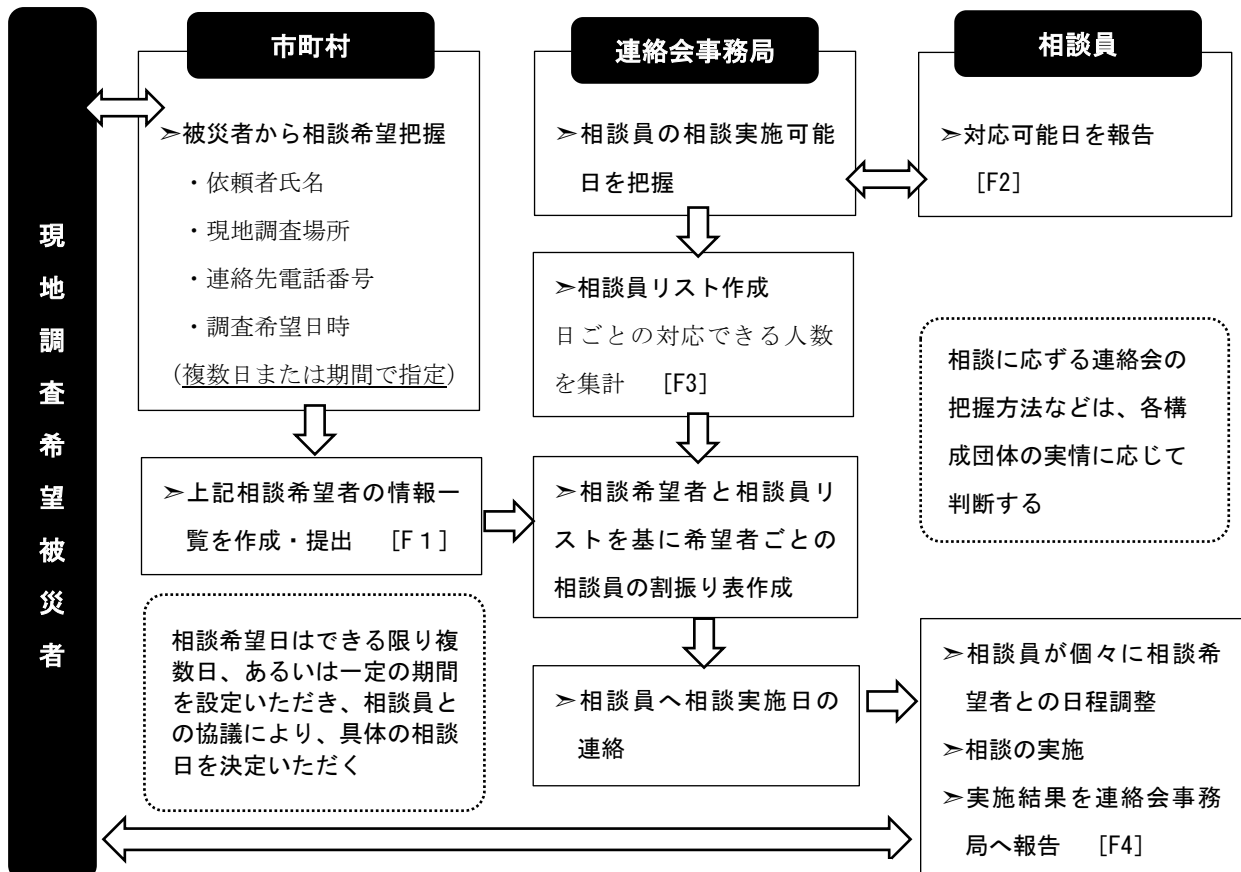 現地調査希望被災者
市町村
➢被災者から相談希望把握
・依頼者氏名
・現地調査場所
・連絡先電話番号
・調査希望日時
(複数日または期間で指定)
➢上記相談希望者の情報一
覧を作成・提出 [F1]
相談希望日はできる限り複
数日、あるいは一定の期間
を設定いただき、相談員と
の協議により、具体の相談
日を決定いただく
連絡会事務局
➢相談員の相談実施可能
日を把握
➢相談員リスト作成
日ごとの対応できる人数
を集計 [F3]
➢相談希望者と相談員リ
ストを基に希望者ごとの
相談員の割振り表作成
➢相談員へ相談実施日の
連絡
相談員
➢対応可能日を報告
[F2]
相談に応ずる連絡会の
把握方法などは、各構
成団体の実情に応じて
判断する
➢相談員が個々に相談希
望者との日程調整
➢相談の実施
➢実施結果を連絡会事務
局へ報告 [F4]